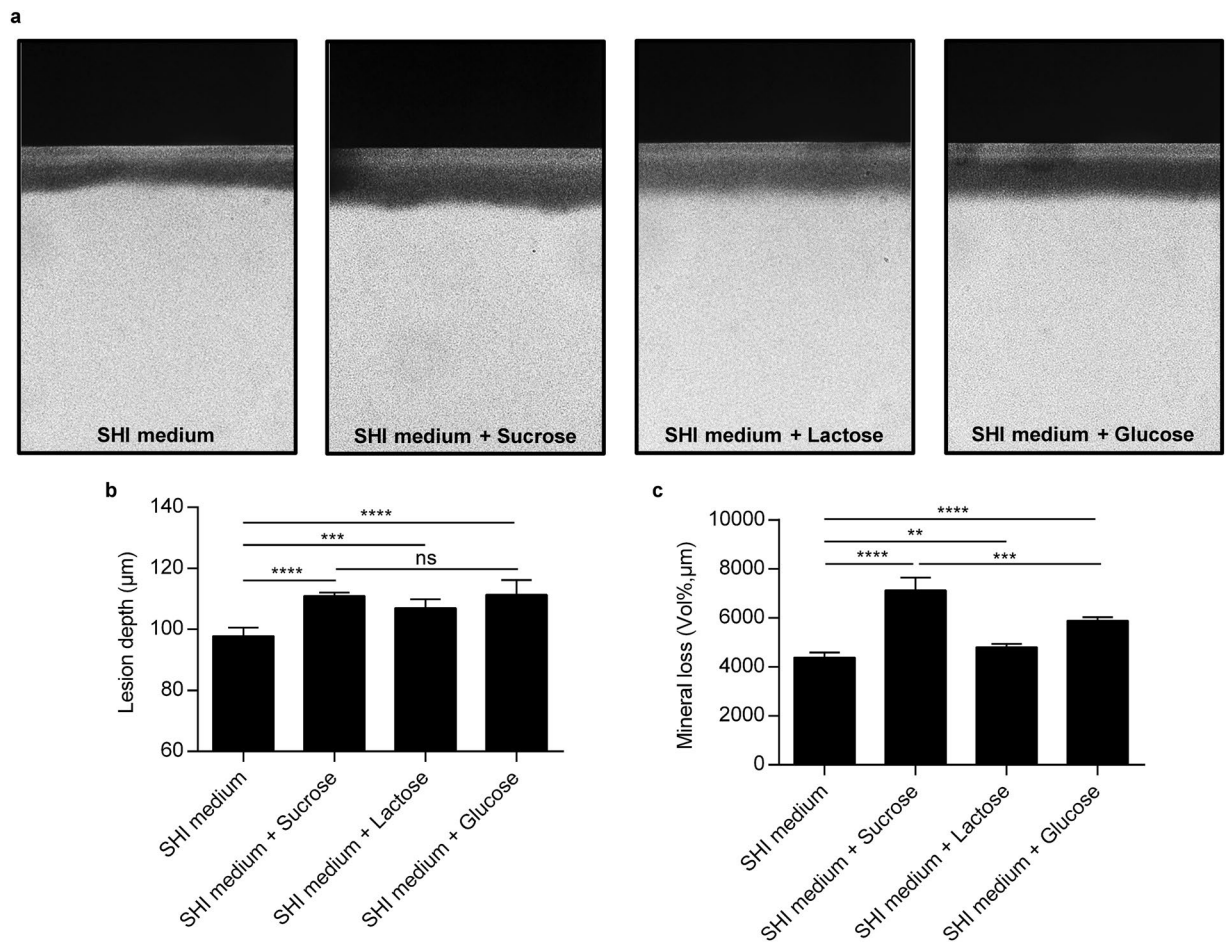 a
SHI medium
SHI medium + Sucrose
SHI medium + Lactose
SHI medium + Glucose
b
Lesion depth (µm)
140
120
100
80
60
****
***
ns
****
SHI medium
SHI medium + Sucrose
SHI medium + Lactose
SHI medium + Glucose
c
Mineral loss (Vol%,µm)
10000
8000
6000
4000
2000
0
****
**
****
***
SHI medium
SHI medium + Sucrose
SHI medium + Lactose
SHI medium + Glucose